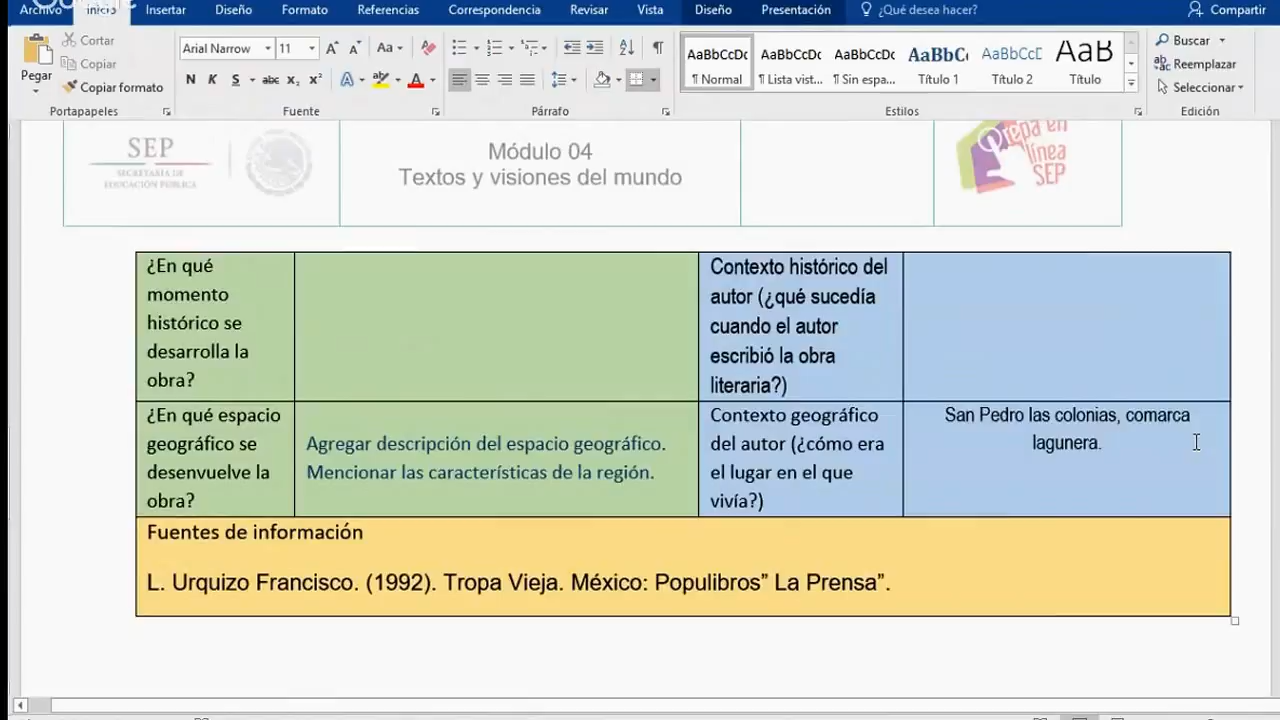 Archivo Inicio Insertar Diseño Formato Referencias Correspondencia Revisar Vista Diseño Presentación ¿Qué desea hacer? Compartir
Pegar
Cortar
Copiar
Copiar formato
Portapapeles
Arial Narrow 11 Aa
N K S abc x₂ x² A A
Fuente
Párrafo
AaBbCcDc AaBbCcDc AaBbCcDc AaBbC AaBbCcD AaB
¶ Normal ¶ Lista vist... ¶ Sin espa... Título 1 Título 2 Título
Estilos
Buscar
Reemplazar
Seleccionar
Edición
SEP
SECRETARÍA DE
EDUCACIÓN PÚBLICA
Módulo 04
Textos y visiones del mundo
Prepa en
línea
SEP
¿En qué
momento
histórico se
desarrolla la
obra?
Contexto histórico del
autor (¿qué sucedía
cuando el autor
escribió la obra
literaria?)
¿En qué espacio
geográfico se
desenvuelve la
obra?
Agregar descripción del espacio geográfico.
Mencionar las características de la región.
Contexto geográfico
del autor (¿cómo era
el lugar en el que
vivía?)
San Pedro las colonias, comarca
lagunera.
Fuentes de información
L. Urquizo Francisco. (1992). Tropa Vieja. México: Populibros” La Prensa”.